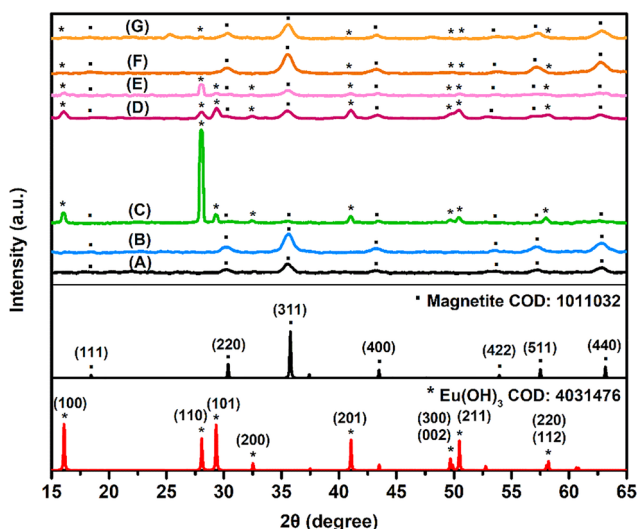 Intensity (a.u.)
(G)
(F)
(E)
(D)
(C)
(B)
(A)
▪ Magnetite COD: 1011032
(311)
(111)
(220)
(400)
(422)
(511)
(440)
* Eu(OH)₃ COD: 4031476
(100)
(110)
(101)
(200)
(201)
(300)
(002)
(211)
(220)
(112)
15 20 25 30 35 40 45 50 55 60 65
2θ (degree)